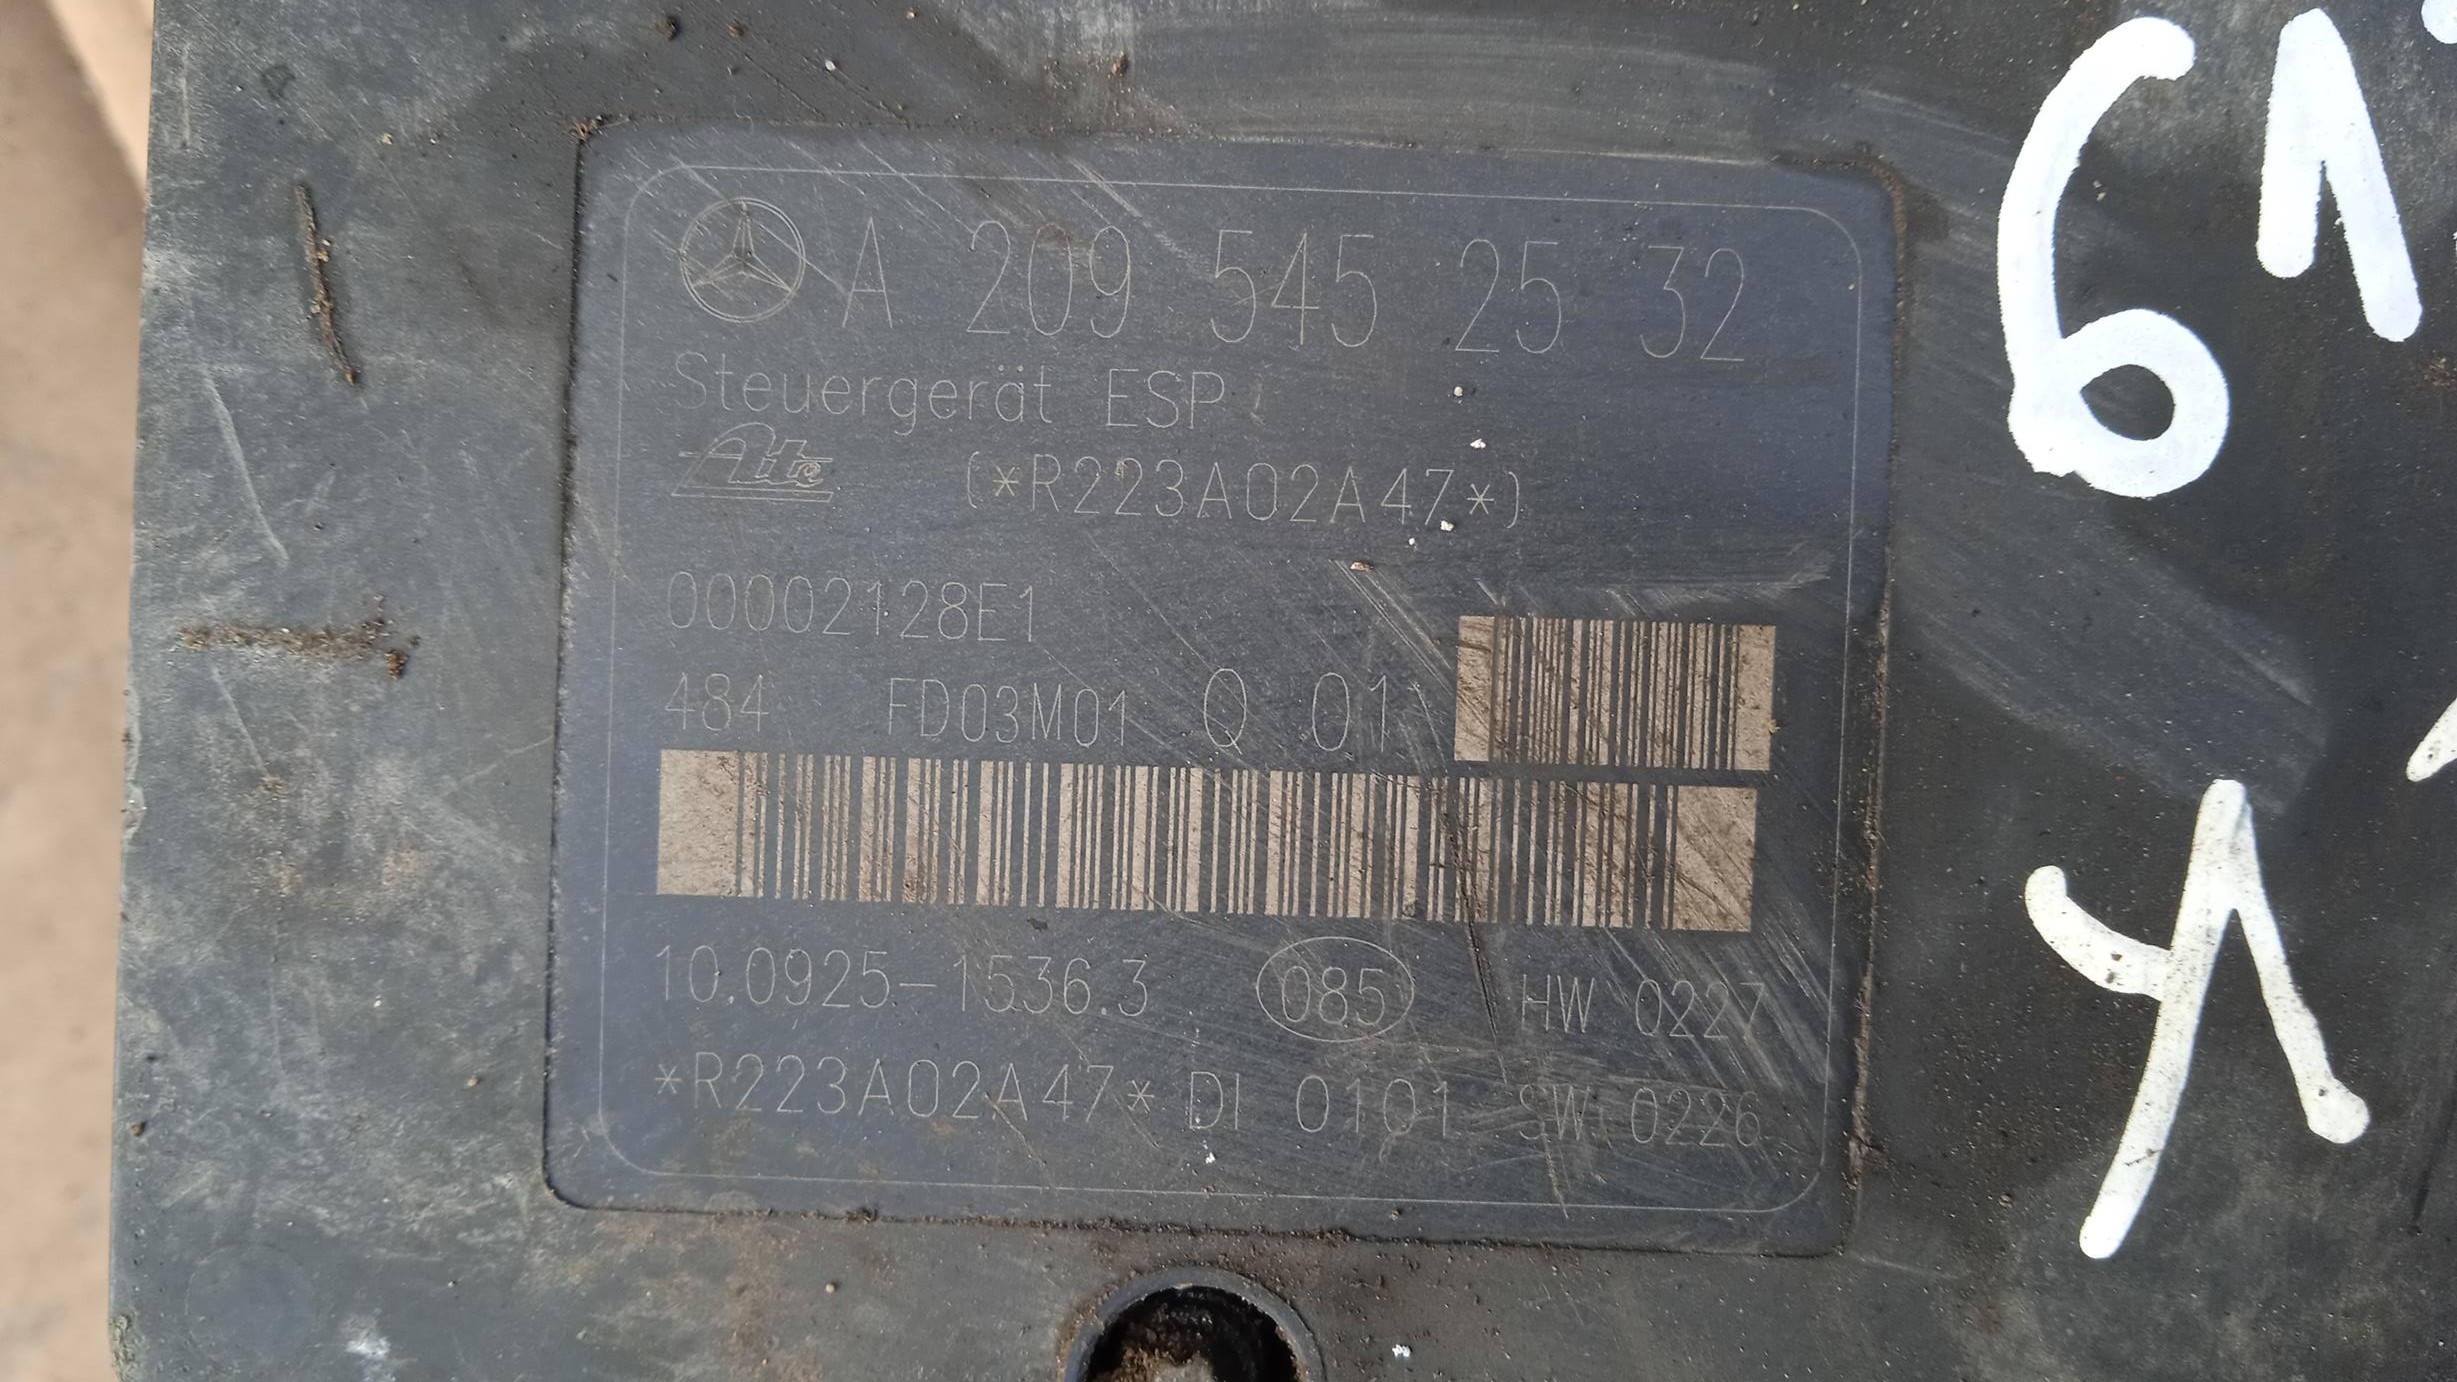 A 209 545 25 32
Steuergerät ESP
Ate (*R223A02A47*)
00002128E1
484 FD03M01 Q 01
10.0925-1536.3 085 HW 0227
*R223A02A47* DI 0101 SW 0226
61